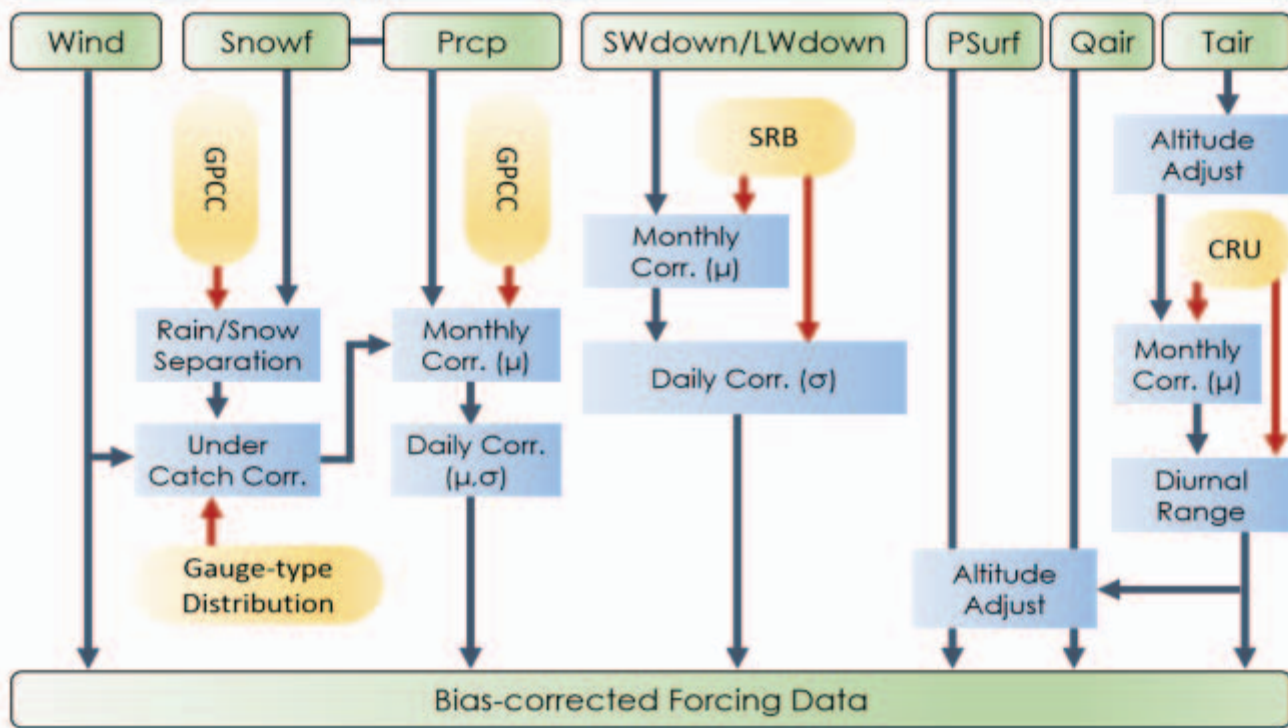 Wind
Snowf
Prcp
SWdown/LWdown
PSurf
Qair
Tair
GPCC
GPCC
SRB
Altitude
Adjust
CRU
Monthly
Corr. (μ)
Rain/Snow
Separation
Monthly
Corr. (μ)
Monthly
Corr. (μ)
Daily Corr. (σ)
Under
Catch Corr.
Daily Corr.
(μ.σ)
Diurnal
Range
Gauge-type
Distribution
Altitude
Adjust
Bias-corrected Forcing Data